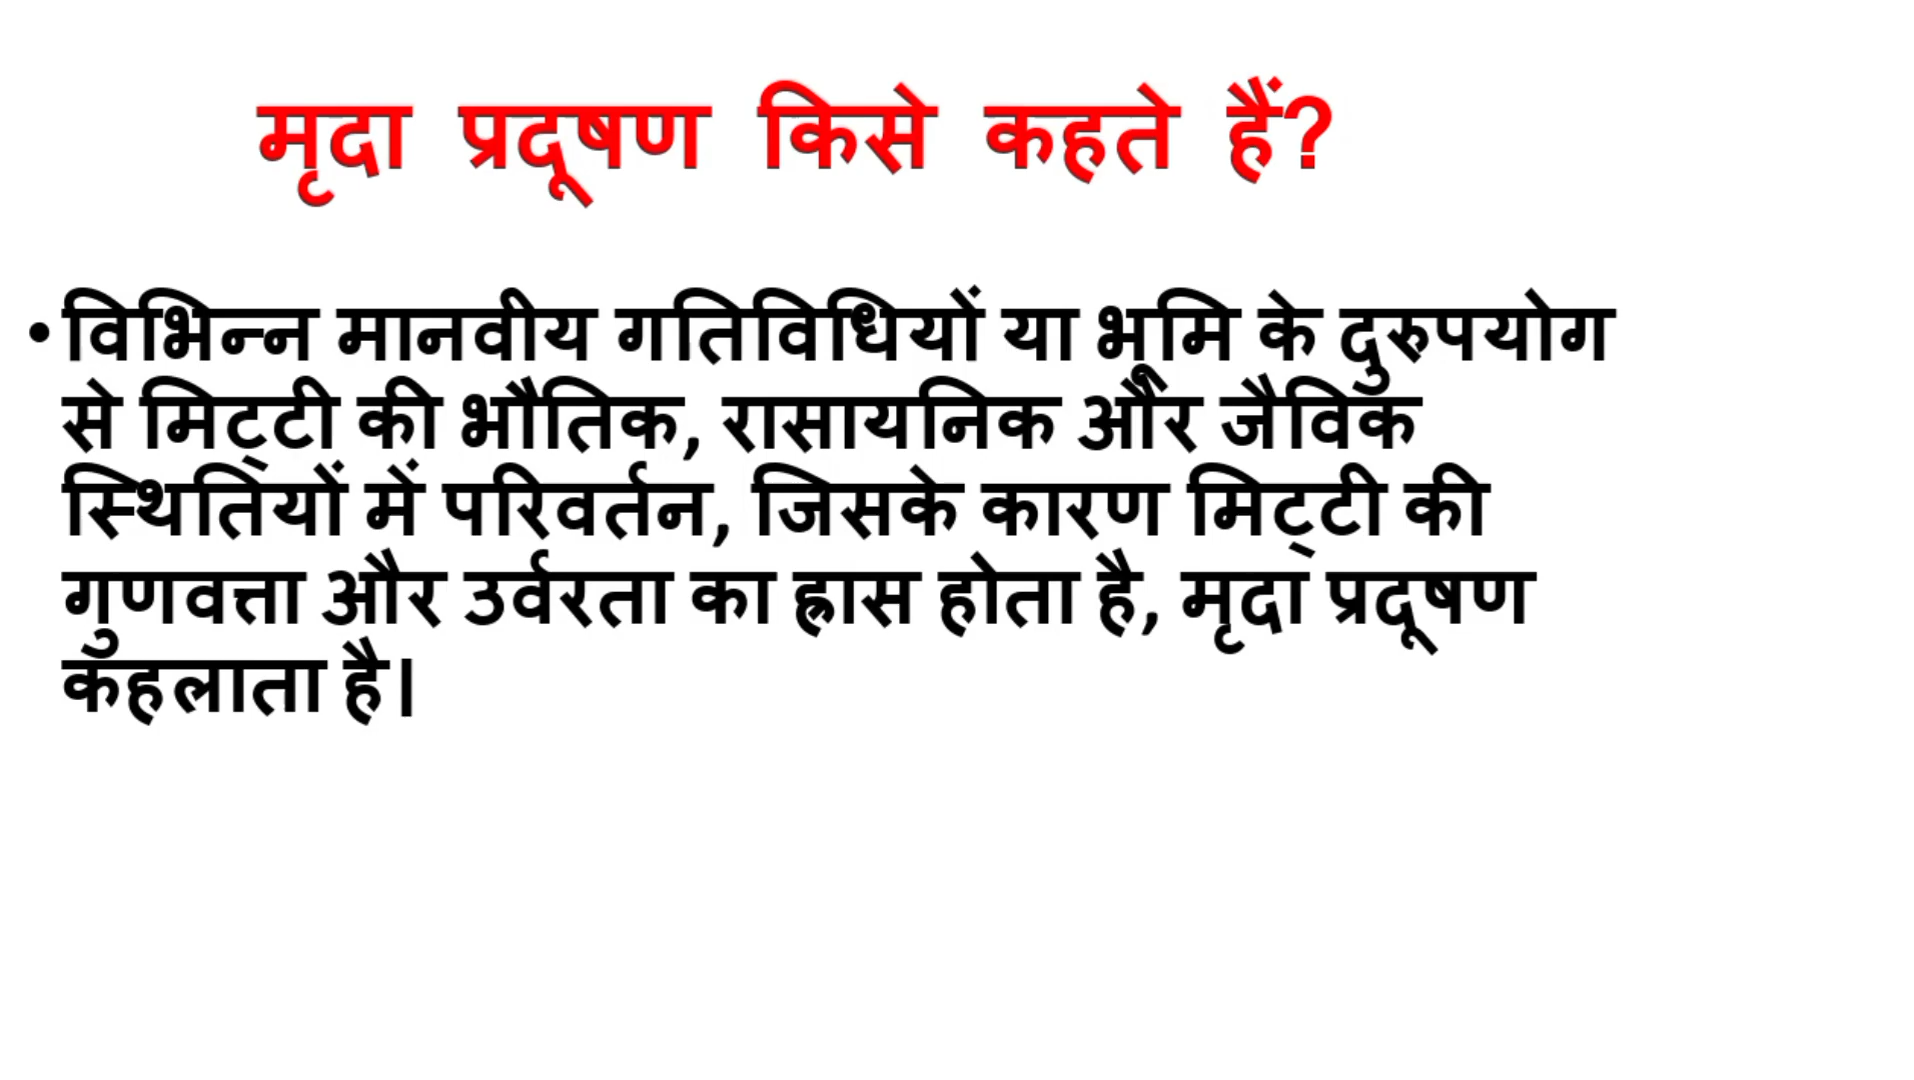 मृदा प्रदूषण किसे कहते हैं?
•विभिन्न मानवीय गतिविधियों या भूमि के दुरुपयोग
से मिट्टी की भौतिक, रासायनिक और जैविक
स्थितियों में परिवर्तन, जिसके कारण मिट्टी की
गुणवत्ता और उर्वरता का ह्रास होता है, मृदा प्रदूषण
कहलाता है।